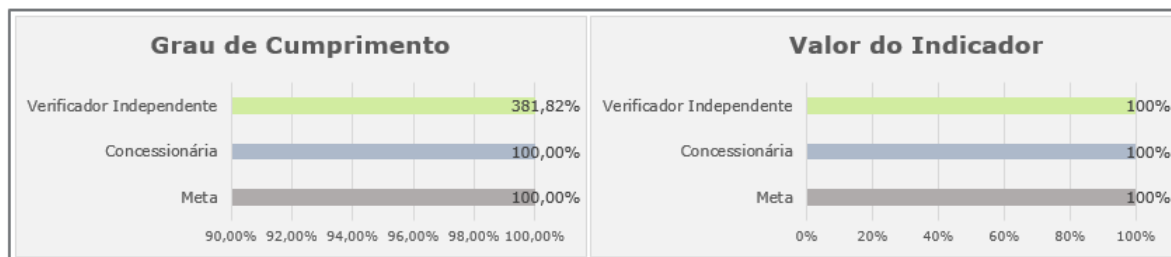 Grau de Cumprimento
Verificador Independente
381,82%
Concessionária
100,00%
Meta
100,00%
90,00% 92,00% 94,00% 96,00% 98,00% 100,00%
Valor do Indicador
Verificador Independente
100%
Concessionária
100%
Meta
100%
0% 20% 40% 60% 80% 100%